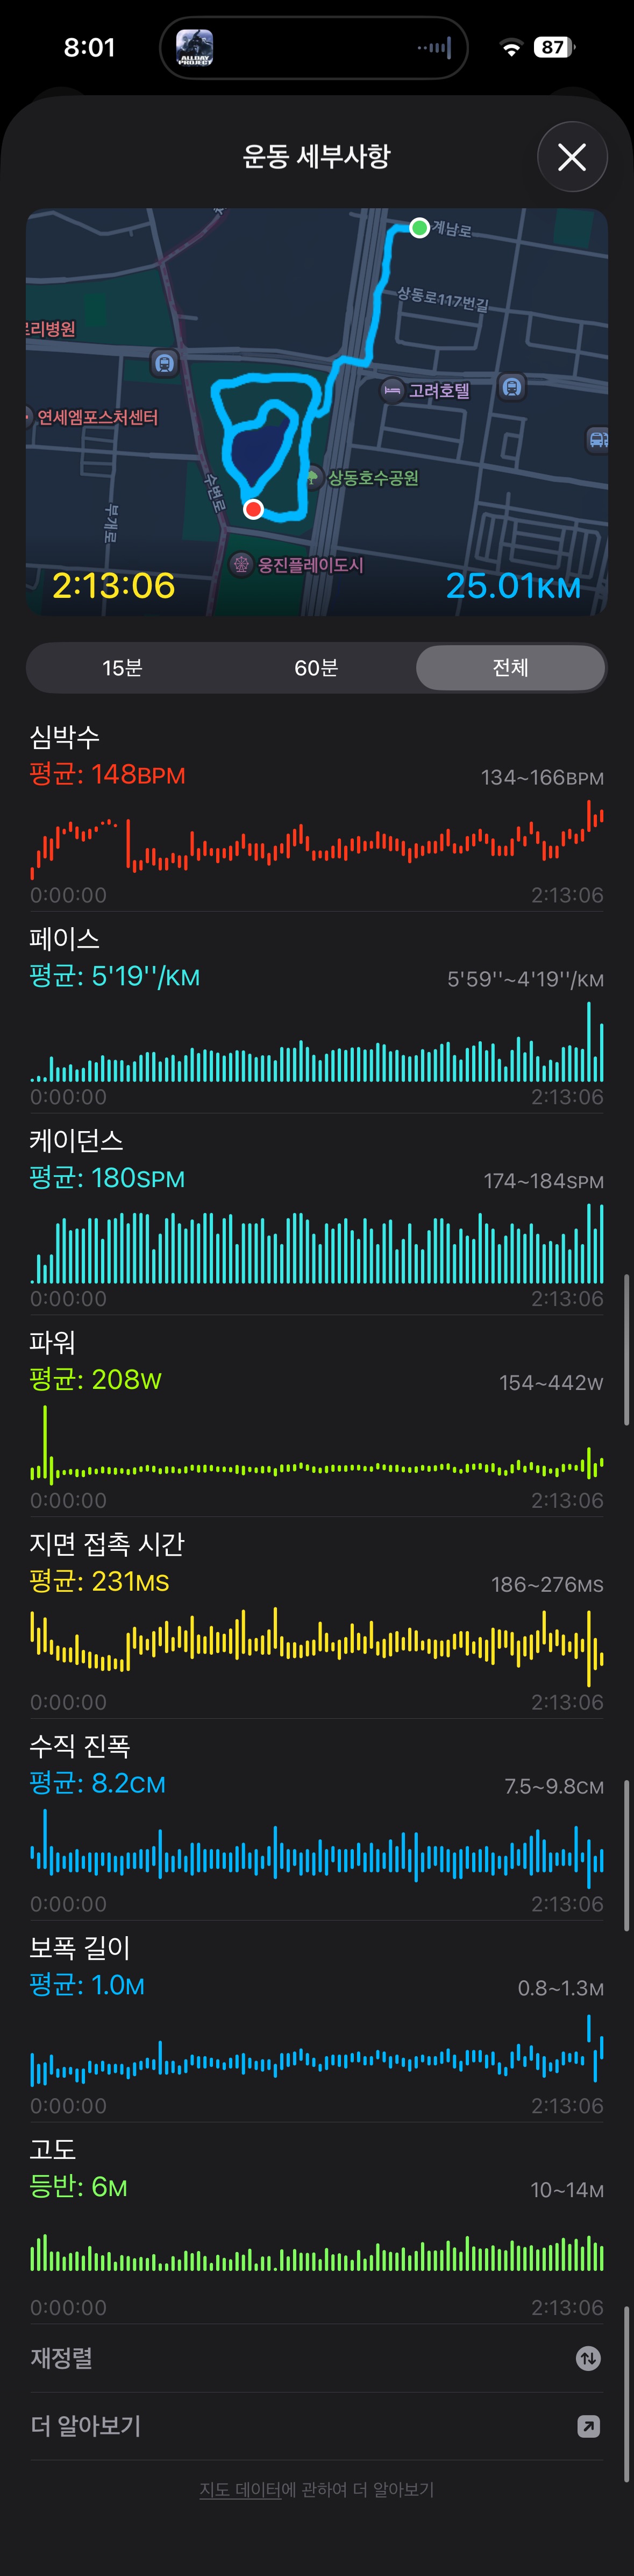 8:01
ALLDAY
PROJECT
87
운동 세부사항
계남로
상동로117번길
리병원
고려호텔
연세엠포스처센터
수변로
상동호수공원
부개로
웅진플레이도시
2:13:06
25.01KM
15분
60분
전체
심박수
평균: 148BPM
134~166BPM
0:00:00
2:13:06
페이스
평균: 5'19''/KM
5'59''~4'19''/KM
0:00:00
2:13:06
케이던스
평균: 180SPM
174~184SPM
0:00:00
2:13:06
파워
평균: 208W
154~442W
0:00:00
2:13:06
지면 접촉 시간
평균: 231MS
186~276MS
0:00:00
2:13:06
수직 진폭
평균: 8.2CM
7.5~9.8CM
0:00:00
2:13:06
보폭 길이
평균: 1.0M
0.8~1.3M
0:00:00
2:13:06
고도
등반: 6M
10~14M
0:00:00
2:13:06
재정렬
더 알아보기
지도 데이터에 관하여 더 알아보기